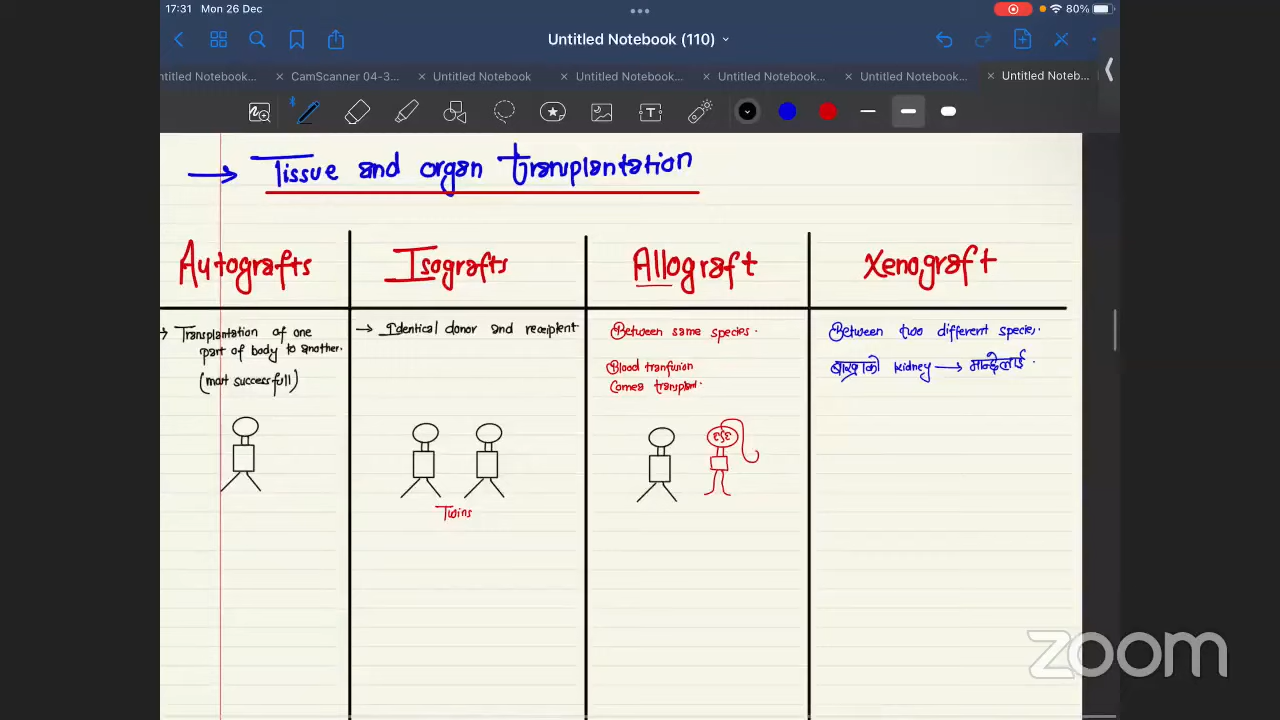 17:31 Mon 26 Dec
80%
Untitled Notebook (110)
ntitled Notebook...
CamScanner 04-3...
Untitled Notebook
Untitled Notebook...
Untitled Notebook...
Untitled Notebook...
Untitled Noteb...
Tissue and organ transplantation
Autografts
Isografts
Allograft
Xenograft
Transplantation of one
part of body to another.
(most successfull)
Identical donor and recipient
Twins
Between same species.
Blood tranfusion
Cornea transplant.
Between two different species.
kidney → मान्छेलाई.
zoom